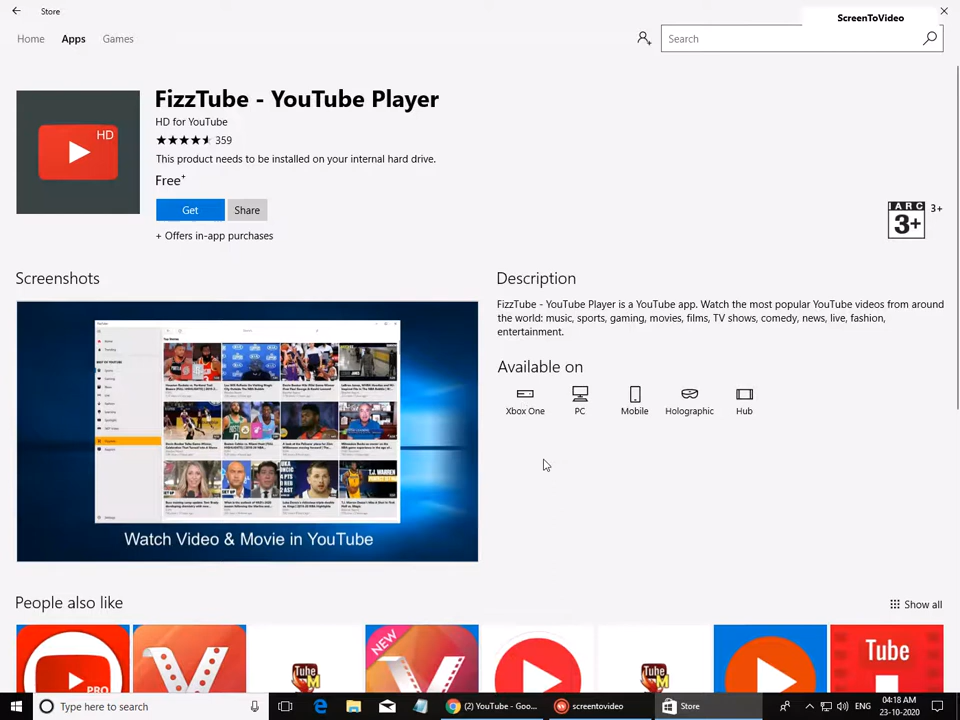 Store
ScreenToVideo
Home Apps Games
Search
FizzTube - YouTube Player
HD
HD for YouTube
359
This product needs to be installed on your internal hard drive.
Free+
Get Share
+ Offers in-app purchases
IARC
3+
3+
Screenshots
Watch Video & Movie in YouTube
Description
FizzTube - YouTube Player is a YouTube app. Watch the most popular YouTube videos from around
the world: music, sports, gaming, movies, films, TV shows, comedy, news, live, fashion,
entertainment.
Available on
Xbox One PC Mobile Holographic Hub
People also like
Show all
PRO
Tube
M
NEW
Tube
M
Tube
Type here to search
(2) YouTube - Goo...
screentovideo
Store
ENG
04:18 AM
23-10-2020